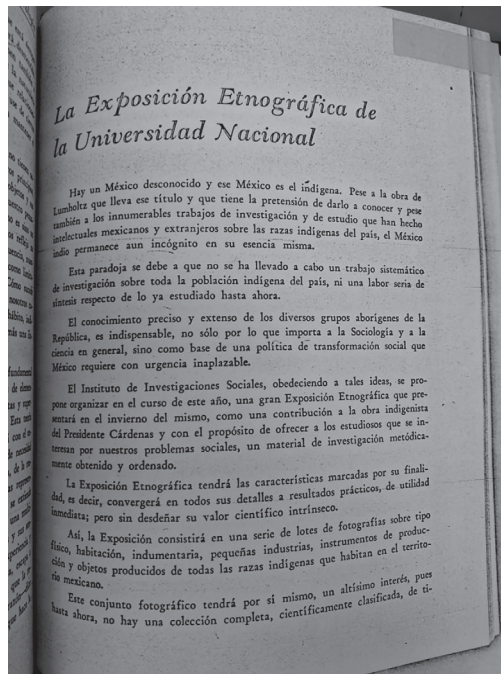 La Exposición Etnográfica de
la Universidad Nacional
Hay un México desconocido y ese México es el indígena. Pese a la obra de
Lumholtz que lleva ese título y que tiene la pretensión de darlo a conocer y pese
también a los innumerables trabajos de investigación y de estudio que han hecho
intelectuales mexicanos y extranjeros sobre las razas indígenas del país, el México
indio permanece aun incógnito en su esencia misma.
Esta paradoja se debe a que no se ha llevado a cabo un trabajo sistemático
de investigación sobre toda la población indígena del país, ni una labor seria de
síntesis respecto de lo ya estudiado hasta ahora.
El conocimiento preciso y extenso de los diversos grupos aborígenes de la
República, es indispensable, no sólo por lo que importa a la Sociología y a la
ciencia en general, sino como base de una política de transformación social que
México requiere con urgencia inaplazable.
El Instituto de Investigaciones Sociales, obedeciendo a tales ideas, se pro-
pone organizar en el curso de este año, una gran Exposición Etnográfica que pre-
sentará en el invierno del mismo, como una contribución a la obra indigenista
del Presidente Cárdenas y con el propósito de ofrecer a los estudiosos que se in-
teresan por nuestros problemas sociales, un material de investigación metódica-
mente obtenido y ordenado.
La Exposición Etnográfica tendrá las características marcadas por su finali-
dad, es decir, convergerá en todos sus detalles a resultados prácticos, de utilidad
inmediata; pero sin desdeñar su valor científico intrínseco.
Así, la Exposición consistirá en una serie de lotes de fotografías sobre tipo
físico, habitación, indumentaria, pequeñas industrias, instrumentos de produc-
ción y objetos producidos de todas las razas indígenas que habitan en el territo-
rio mexicano.
Este conjunto fotográfico tendrá por sí mismo, un altísimo interés, pues
hasta ahora, no hay una colección completa, científicamente clasificada, de ti-